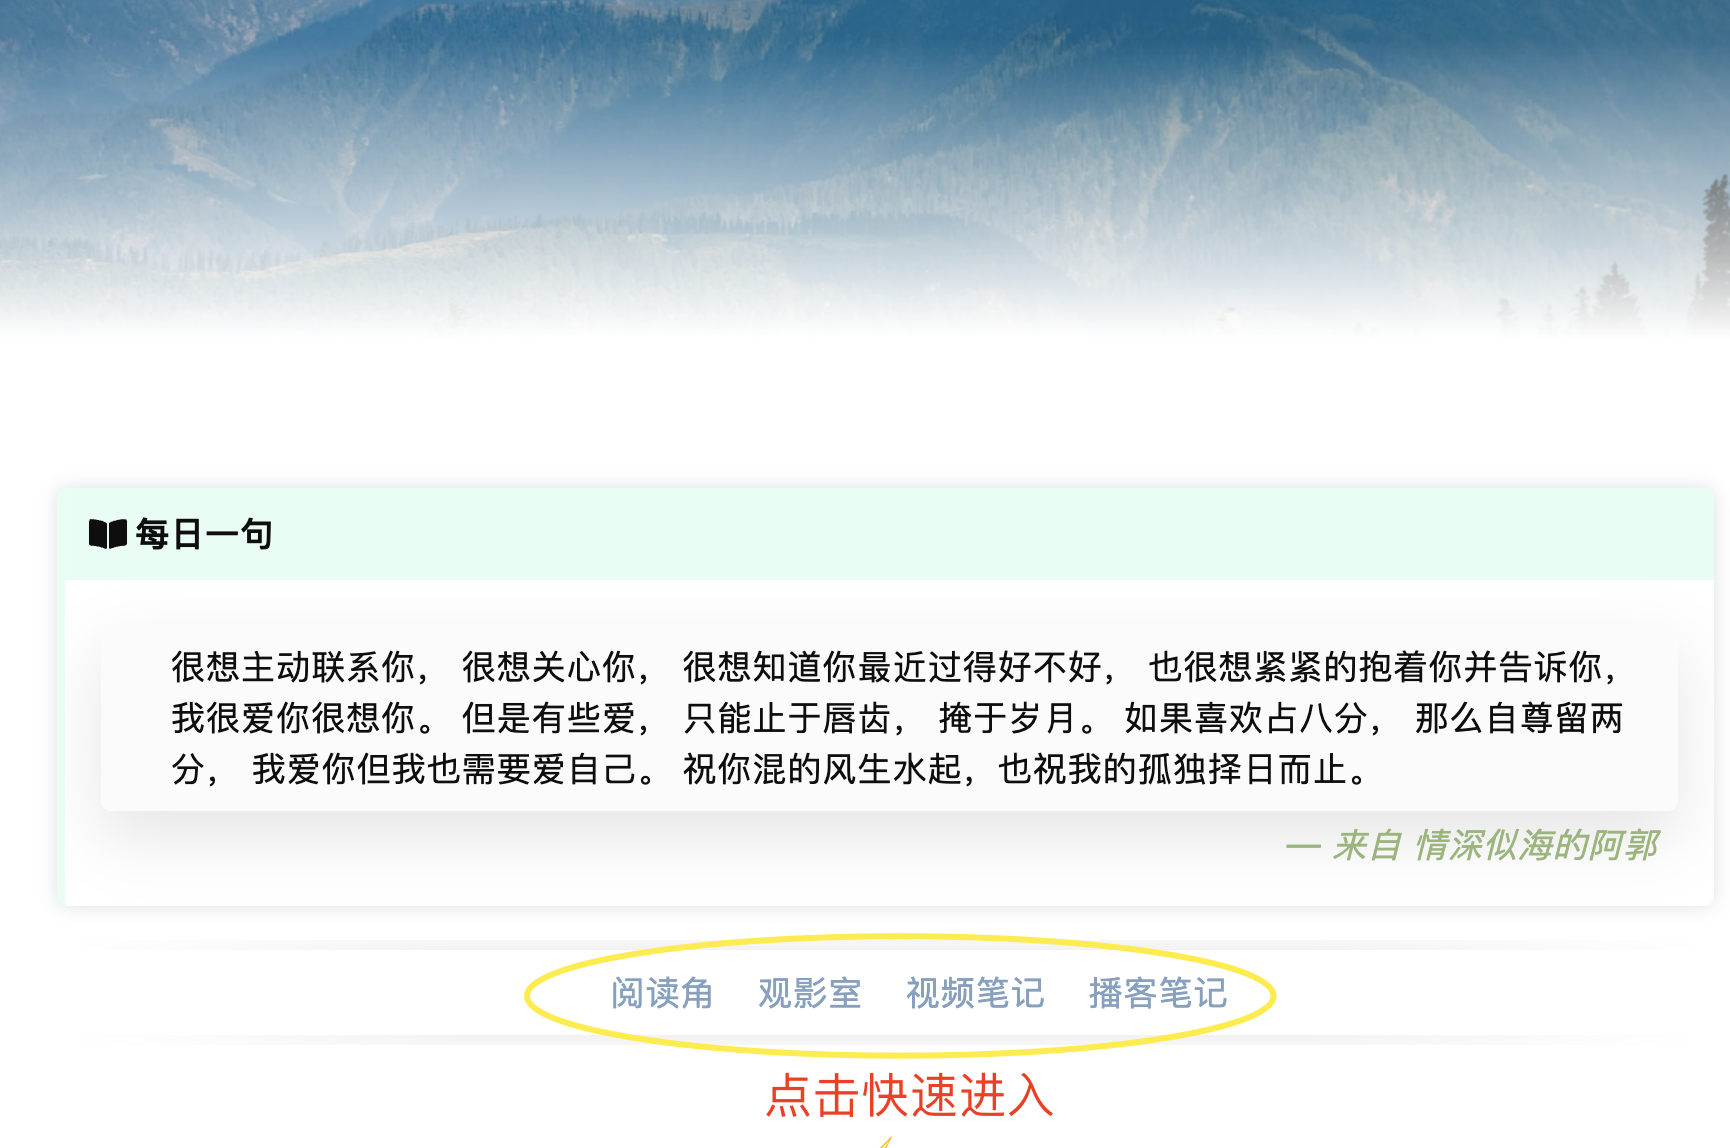 每日一句
很想主动联系你， 很想关心你， 很想知道你最近过得好不好， 也很想紧紧的抱着你并告诉你，
我很爱你很想你。 但是有些爱， 只能止于唇齿， 掩于岁月。 如果喜欢占八分， 那么自尊留两
分， 我爱你但我也需要爱自己。 祝你混的风生水起，也祝我的孤独择日而止。
— 来自 情深似海的阿郭
阅读角 观影室 视频笔记 播客笔记
点击快速进入